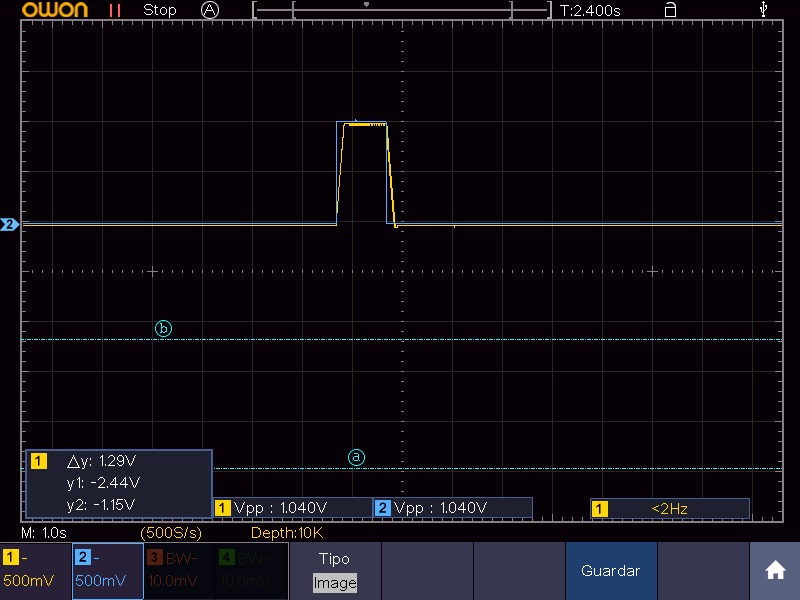 OWON Stop A T:2.400s
2
b
a
1 △y: 1.29V
y1: -2.44V
y2: -1.15V
1 Vpp : 1.040V 2 Vpp : 1.040V 1 <2Hz
M: 1.0s (500S/s) Depth:10K
1 - 2 - 3 BW- 4 BW- Tipo
500mV 500mV 10.0mV 10.0mV Image
Guardar